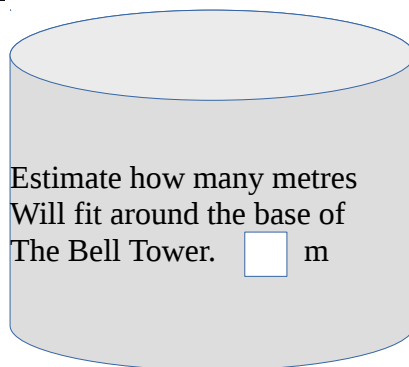 Estimate how many metres
Will fit around the base of
The Bell Tower. m